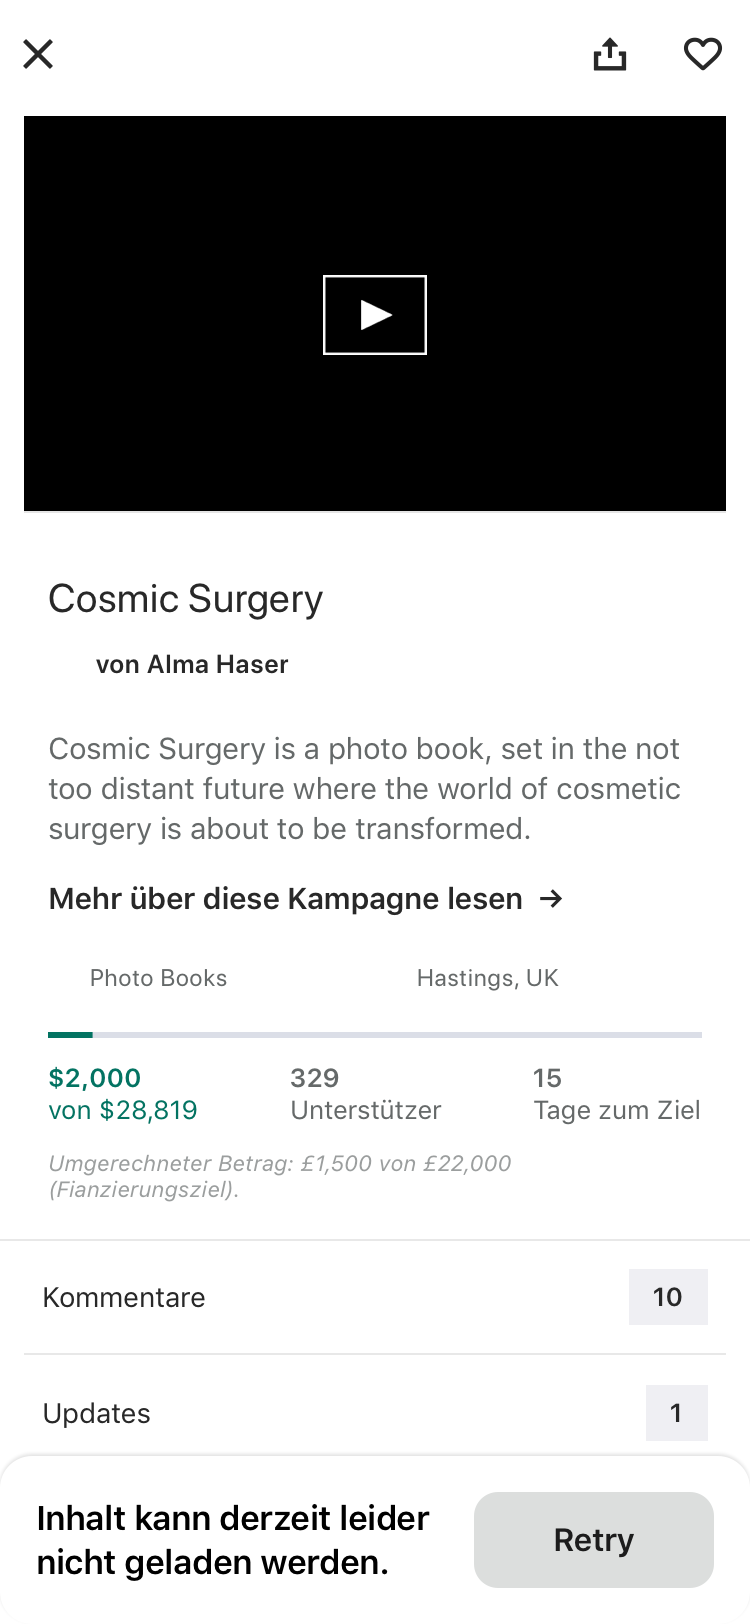 Cosmic Surgery
von Alma Haser
Cosmic Surgery is a photo book, set in the not
too distant future where the world of cosmetic
surgery is about to be transformed.
Mehr über diese Kampagne lesen →
Photo Books
Hastings, UK
$2,000
von $28,819
329
Unterstützer
15
Tage zum Ziel
Umgerechneter Betrag: £1,500 von £22,000
(Fianzierungsziel).
Kommentare
10
Updates
1
Inhalt kann derzeit leider
nicht geladen werden.
Retry